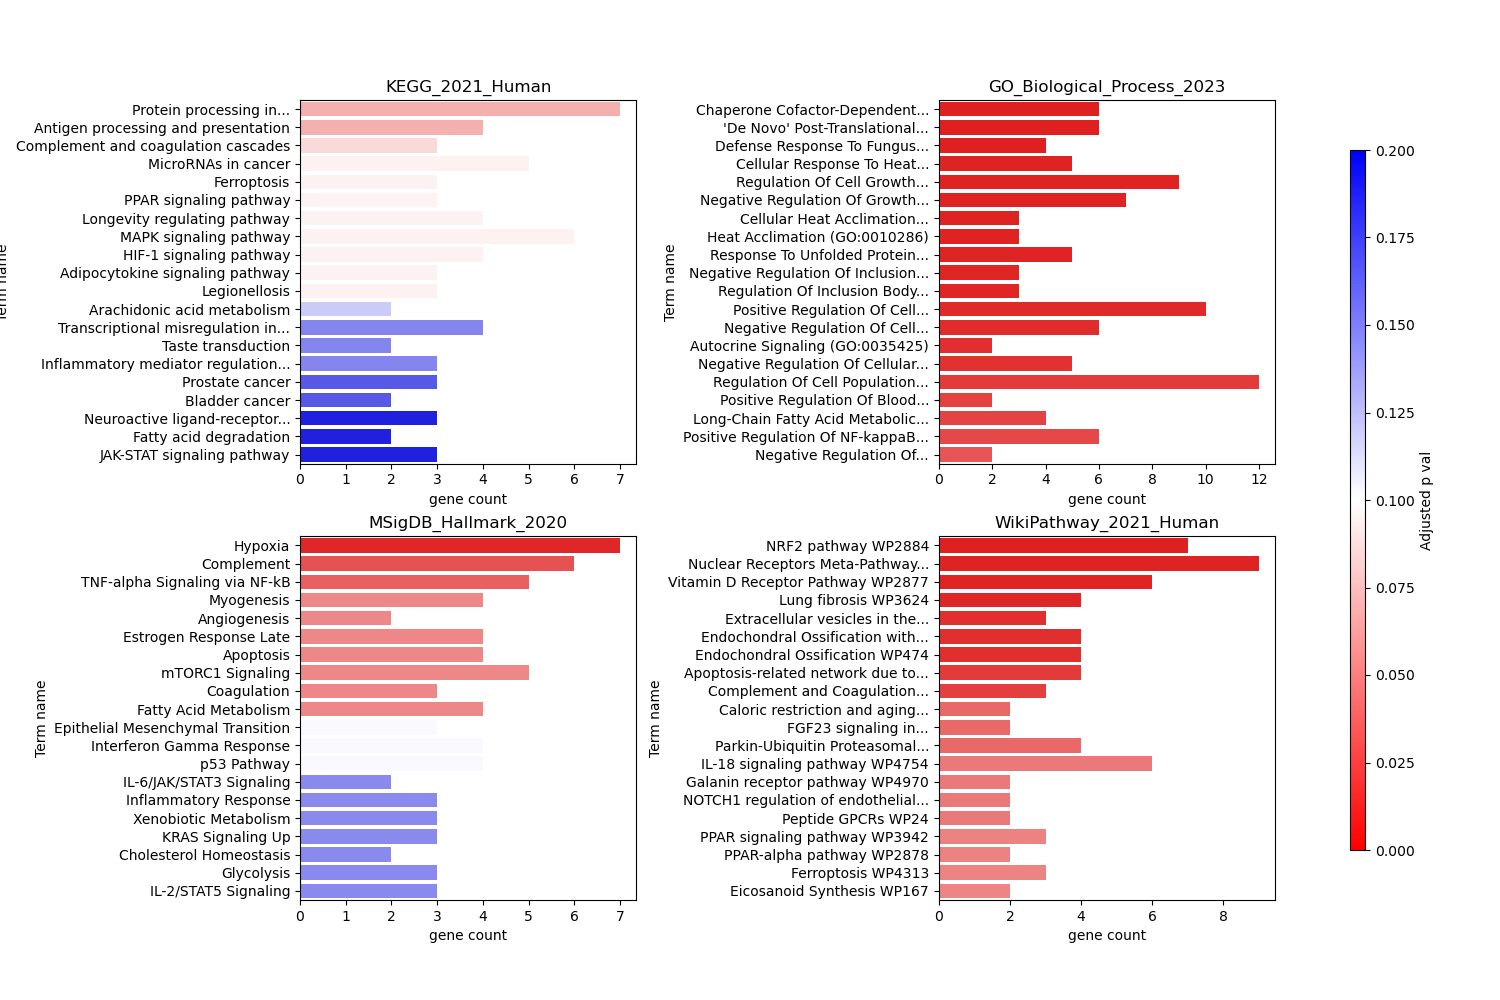 KEGG_2021_Human
Protein processing in...
Antigen processing and presentation
Complement and coagulation cascades
MicroRNAs in cancer
Ferroptosis
PPAR signaling pathway
Longevity regulating pathway
MAPK signaling pathway
HIF-1 signaling pathway
Adipocytokine signaling pathway
Legionellosis
Arachidonic acid metabolism
Transcriptional misregulation in...
Taste transduction
Inflammatory mediator regulation...
Prostate cancer
Bladder cancer
Neuroactive ligand-receptor...
Fatty acid degradation
JAK-STAT signaling pathway
Term name
0 1 2 3 4 5 6 7
gene count
GO_Biological_Process_2023
Chaperone Cofactor-Dependent...
'De Novo' Post-Translational...
Defense Response To Fungus...
Cellular Response To Heat...
Regulation Of Cell Growth...
Negative Regulation Of Growth...
Cellular Heat Acclimation...
Heat Acclimation (GO:0010286)
Response To Unfolded Protein...
Negative Regulation Of Inclusion...
Regulation Of Inclusion Body...
Positive Regulation Of Cell...
Negative Regulation Of Cell...
Autocrine Signaling (GO:0035425)
Negative Regulation Of Cellular...
Regulation Of Cell Population...
Positive Regulation Of Blood...
Long-Chain Fatty Acid Metabolic...
Positive Regulation Of NF-kappaB...
Negative Regulation Of...
Term name
0 2 4 6 8 10 12
gene count
MSigDB_Hallmark_2020
Hypoxia
Complement
TNF-alpha Signaling via NF-kB
Myogenesis
Angiogenesis
Estrogen Response Late
Apoptosis
mTORC1 Signaling
Coagulation
Fatty Acid Metabolism
Epithelial Mesenchymal Transition
Interferon Gamma Response
p53 Pathway
IL-6/JAK/STAT3 Signaling
Inflammatory Response
Xenobiotic Metabolism
KRAS Signaling Up
Cholesterol Homeostasis
Glycolysis
IL-2/STAT5 Signaling
Term name
0 1 2 3 4 5 6 7
gene count
WikiPathway_2021_Human
NRF2 pathway WP2884
Nuclear Receptors Meta-Pathway...
Vitamin D Receptor Pathway WP2877
Lung fibrosis WP3624
Extracellular vesicles in the...
Endochondral Ossification with...
Endochondral Ossification WP474
Apoptosis-related network due to...
Complement and Coagulation...
Caloric restriction and aging...
FGF23 signaling in...
Parkin-Ubiquitin Proteasomal...
IL-18 signaling pathway WP4754
Galanin receptor pathway WP4970
NOTCH1 regulation of endothelial...
Peptide GPCRs WP24
PPAR signaling pathway WP3942
PPAR-alpha pathway WP2878
Ferroptosis WP4313
Eicosanoid Synthesis WP167
Term name
0 2 4 6 8
gene count
0.200
0.175
0.150
0.125
0.100
0.075
0.050
0.025
0.000
Adjusted p val